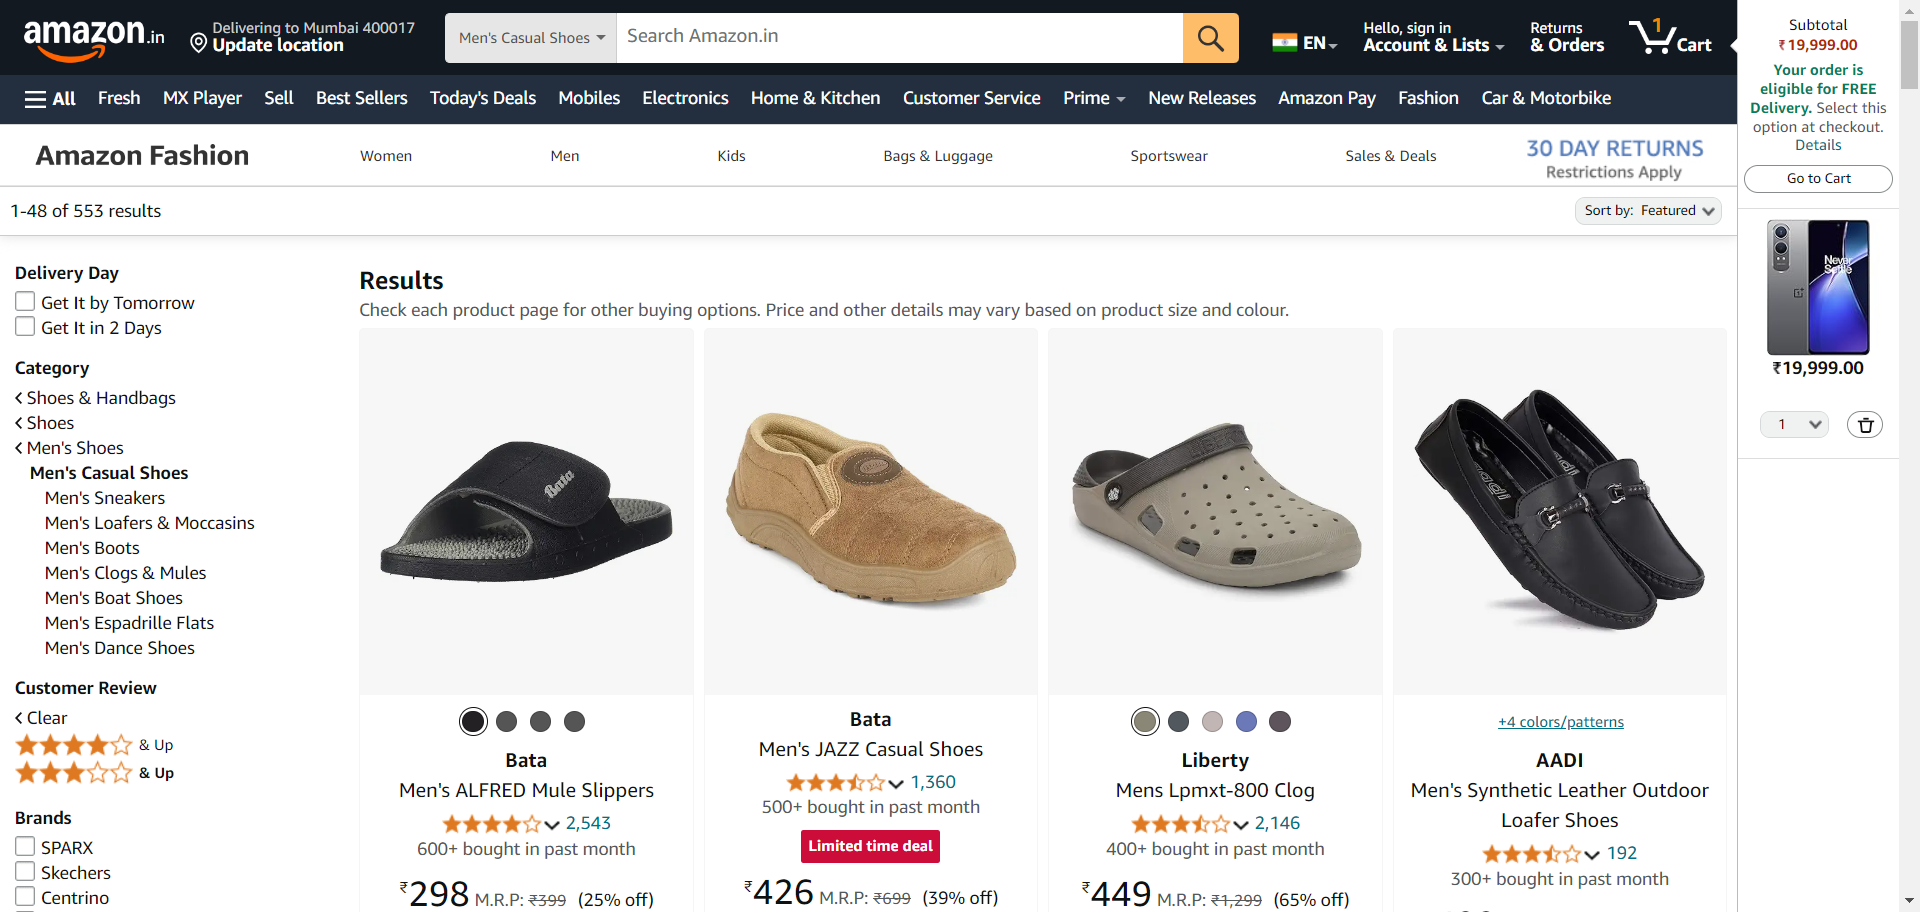 amazon.in
Delivering to Mumbai 400017
Update location
Men's Casual Shoes
Search Amazon.in
EN
Hello, sign in
Account & Lists
Returns
& Orders
1
Cart
All
Fresh
MX Player
Sell
Best Sellers
Today's Deals
Mobiles
Electronics
Home & Kitchen
Customer Service
Prime
New Releases
Amazon Pay
Fashion
Car & Motorbike
Subtotal
₹19,999.00
Your order is
eligible for FREE
Delivery. Select this
option at checkout.
Details
Go to Cart
Never
Settle
₹19,999.00
1
Amazon Fashion
Women
Men
Kids
Bags & Luggage
Sportswear
Sales & Deals
30 DAY RETURNS
Restrictions Apply
1-48 of 553 results
Sort by: Featured
Delivery Day
Get It by Tomorrow
Get It in 2 Days
Category
Shoes & Handbags
Shoes
Men's Shoes
Men's Casual Shoes
Men's Sneakers
Men's Loafers & Moccasins
Men's Boots
Men's Clogs & Mules
Men's Boat Shoes
Men's Espadrille Flats
Men's Dance Shoes
Customer Review
Clear
& Up
& Up
Brands
SPARX
Skechers
Centrino
Results
Check each product page for other buying options. Price and other details may vary based on product size and colour.
Bata
Bata
Men's ALFRED Mule Slippers
2,543
600+ bought in past month
₹298 M.R.P: ₹399 (25% off)
Bata
Men's JAZZ Casual Shoes
1,360
500+ bought in past month
Limited time deal
₹426 M.R.P: ₹699 (39% off)
Liberty
Mens Lpmxt-800 Clog
2,146
400+ bought in past month
₹449 M.R.P: ₹1,299 (65% off)
aadi
+4 colors/patterns
AADI
Men's Synthetic Leather Outdoor
Loafer Shoes
192
300+ bought in past month